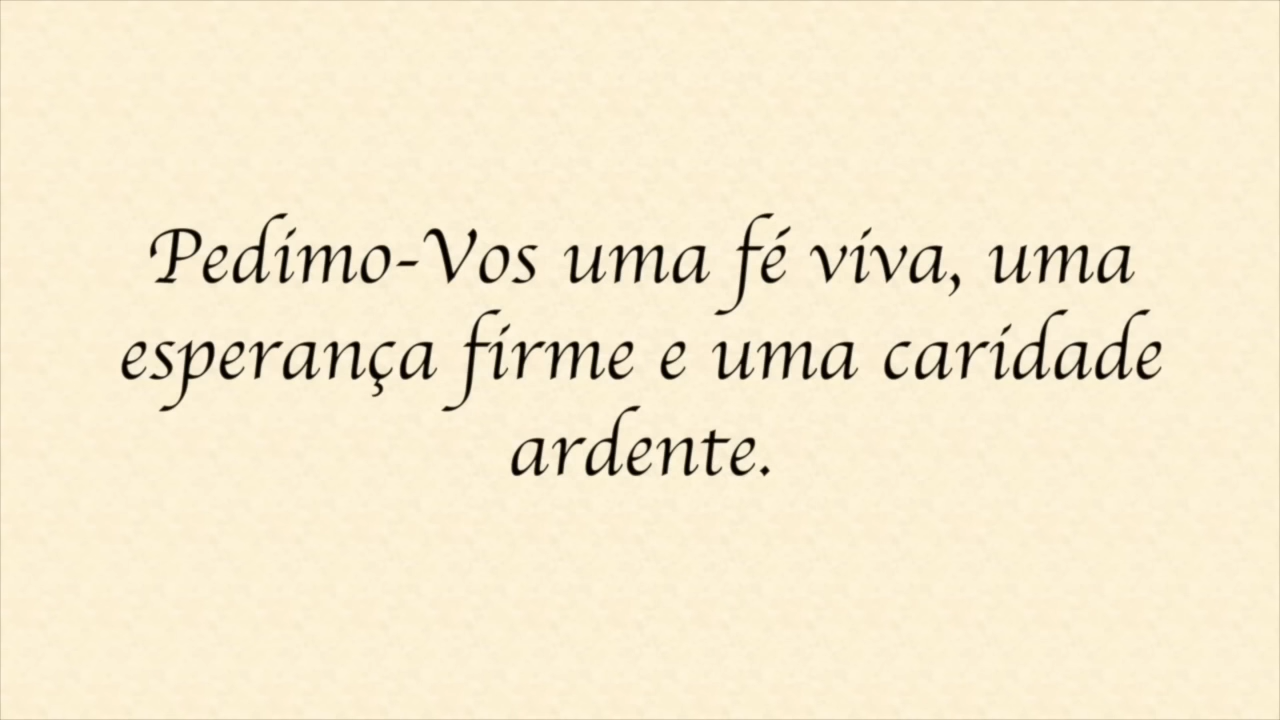 Pedimo-Vos uma fé viva, uma
esperança firme e uma caridade
ardente.